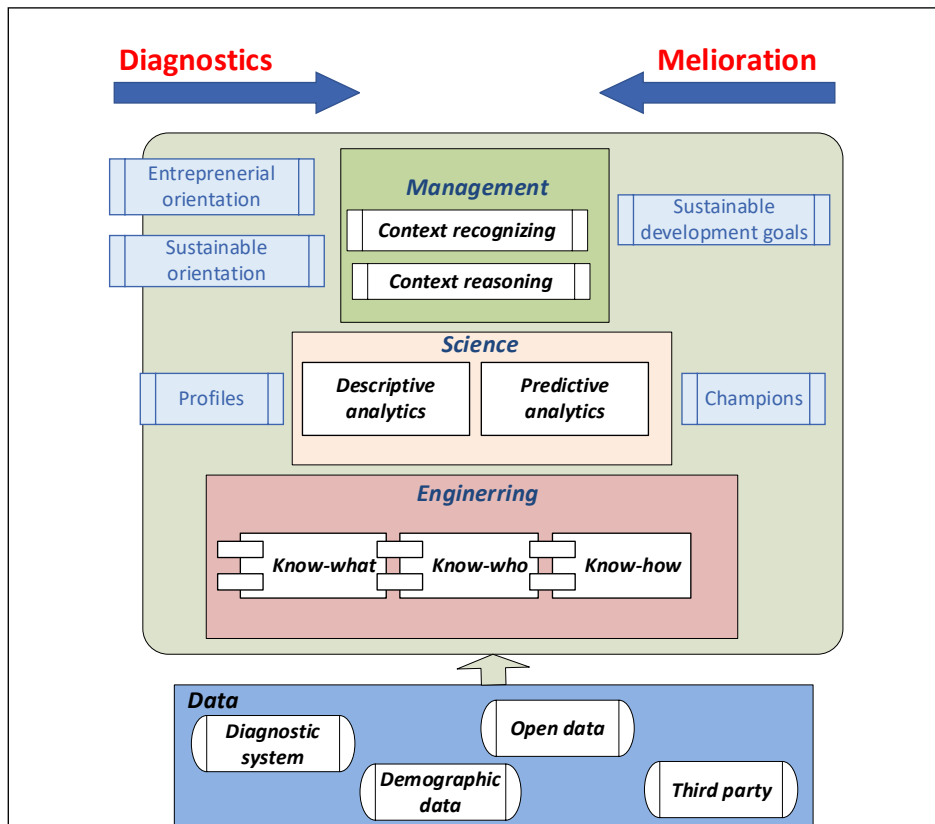 Diagnostics
Melioration
Entreprenerial
orientation
Sustainable
orientation
Management
Context recognizing
Context reasoning
Sustainable
development goals
Science
Profiles
Descriptive
analytics
Predictive
analytics
Champions
Enginerring
Know-what
Know-who
Know-how
Data
Diagnostic
system
Open data
Demographic
data
Third party